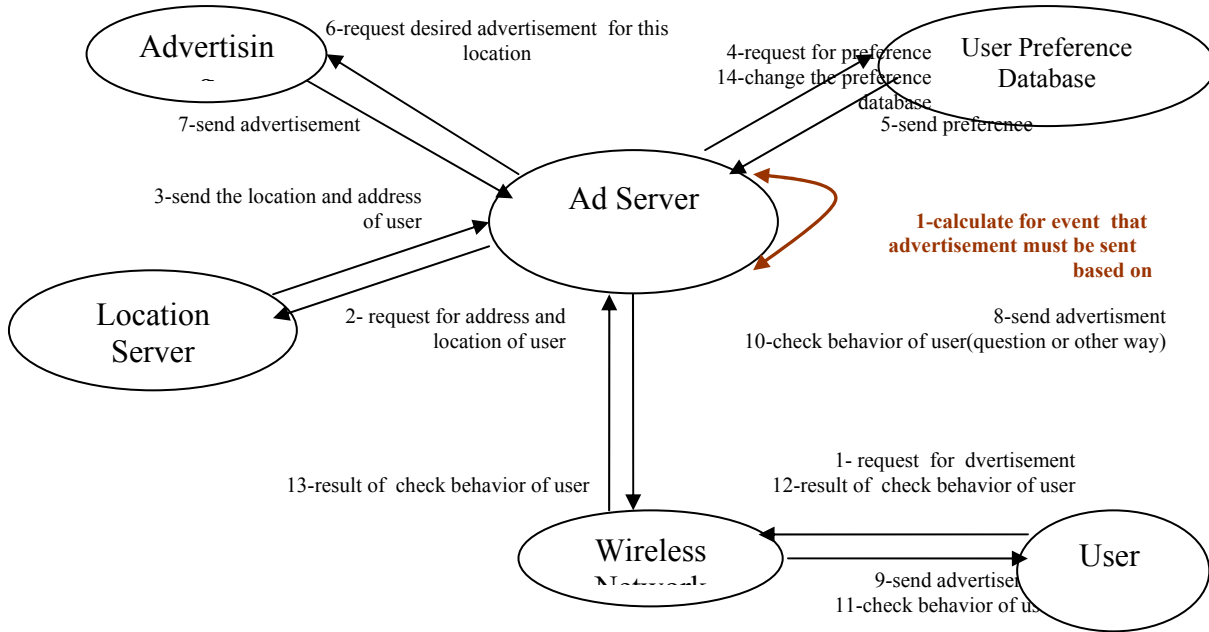 6-request desired advertisement for this
location
Advertisin
4-request for preference
14-change the preference
database
User Preference
Database
5-send preference
7-send advertisement
3-send the location and address
of user
Ad Server
1-calculate for event that
advertisement must be sent
based on
Location
Server
2- request for address and
location of user
8-send advertisment
10-check behavior of user(question or other way)
1- request for dvertisement
12-result of check behavior of user
13-result of check behavior of user
Wireless
Network
User
9-send advertisem
11-check behavior of us